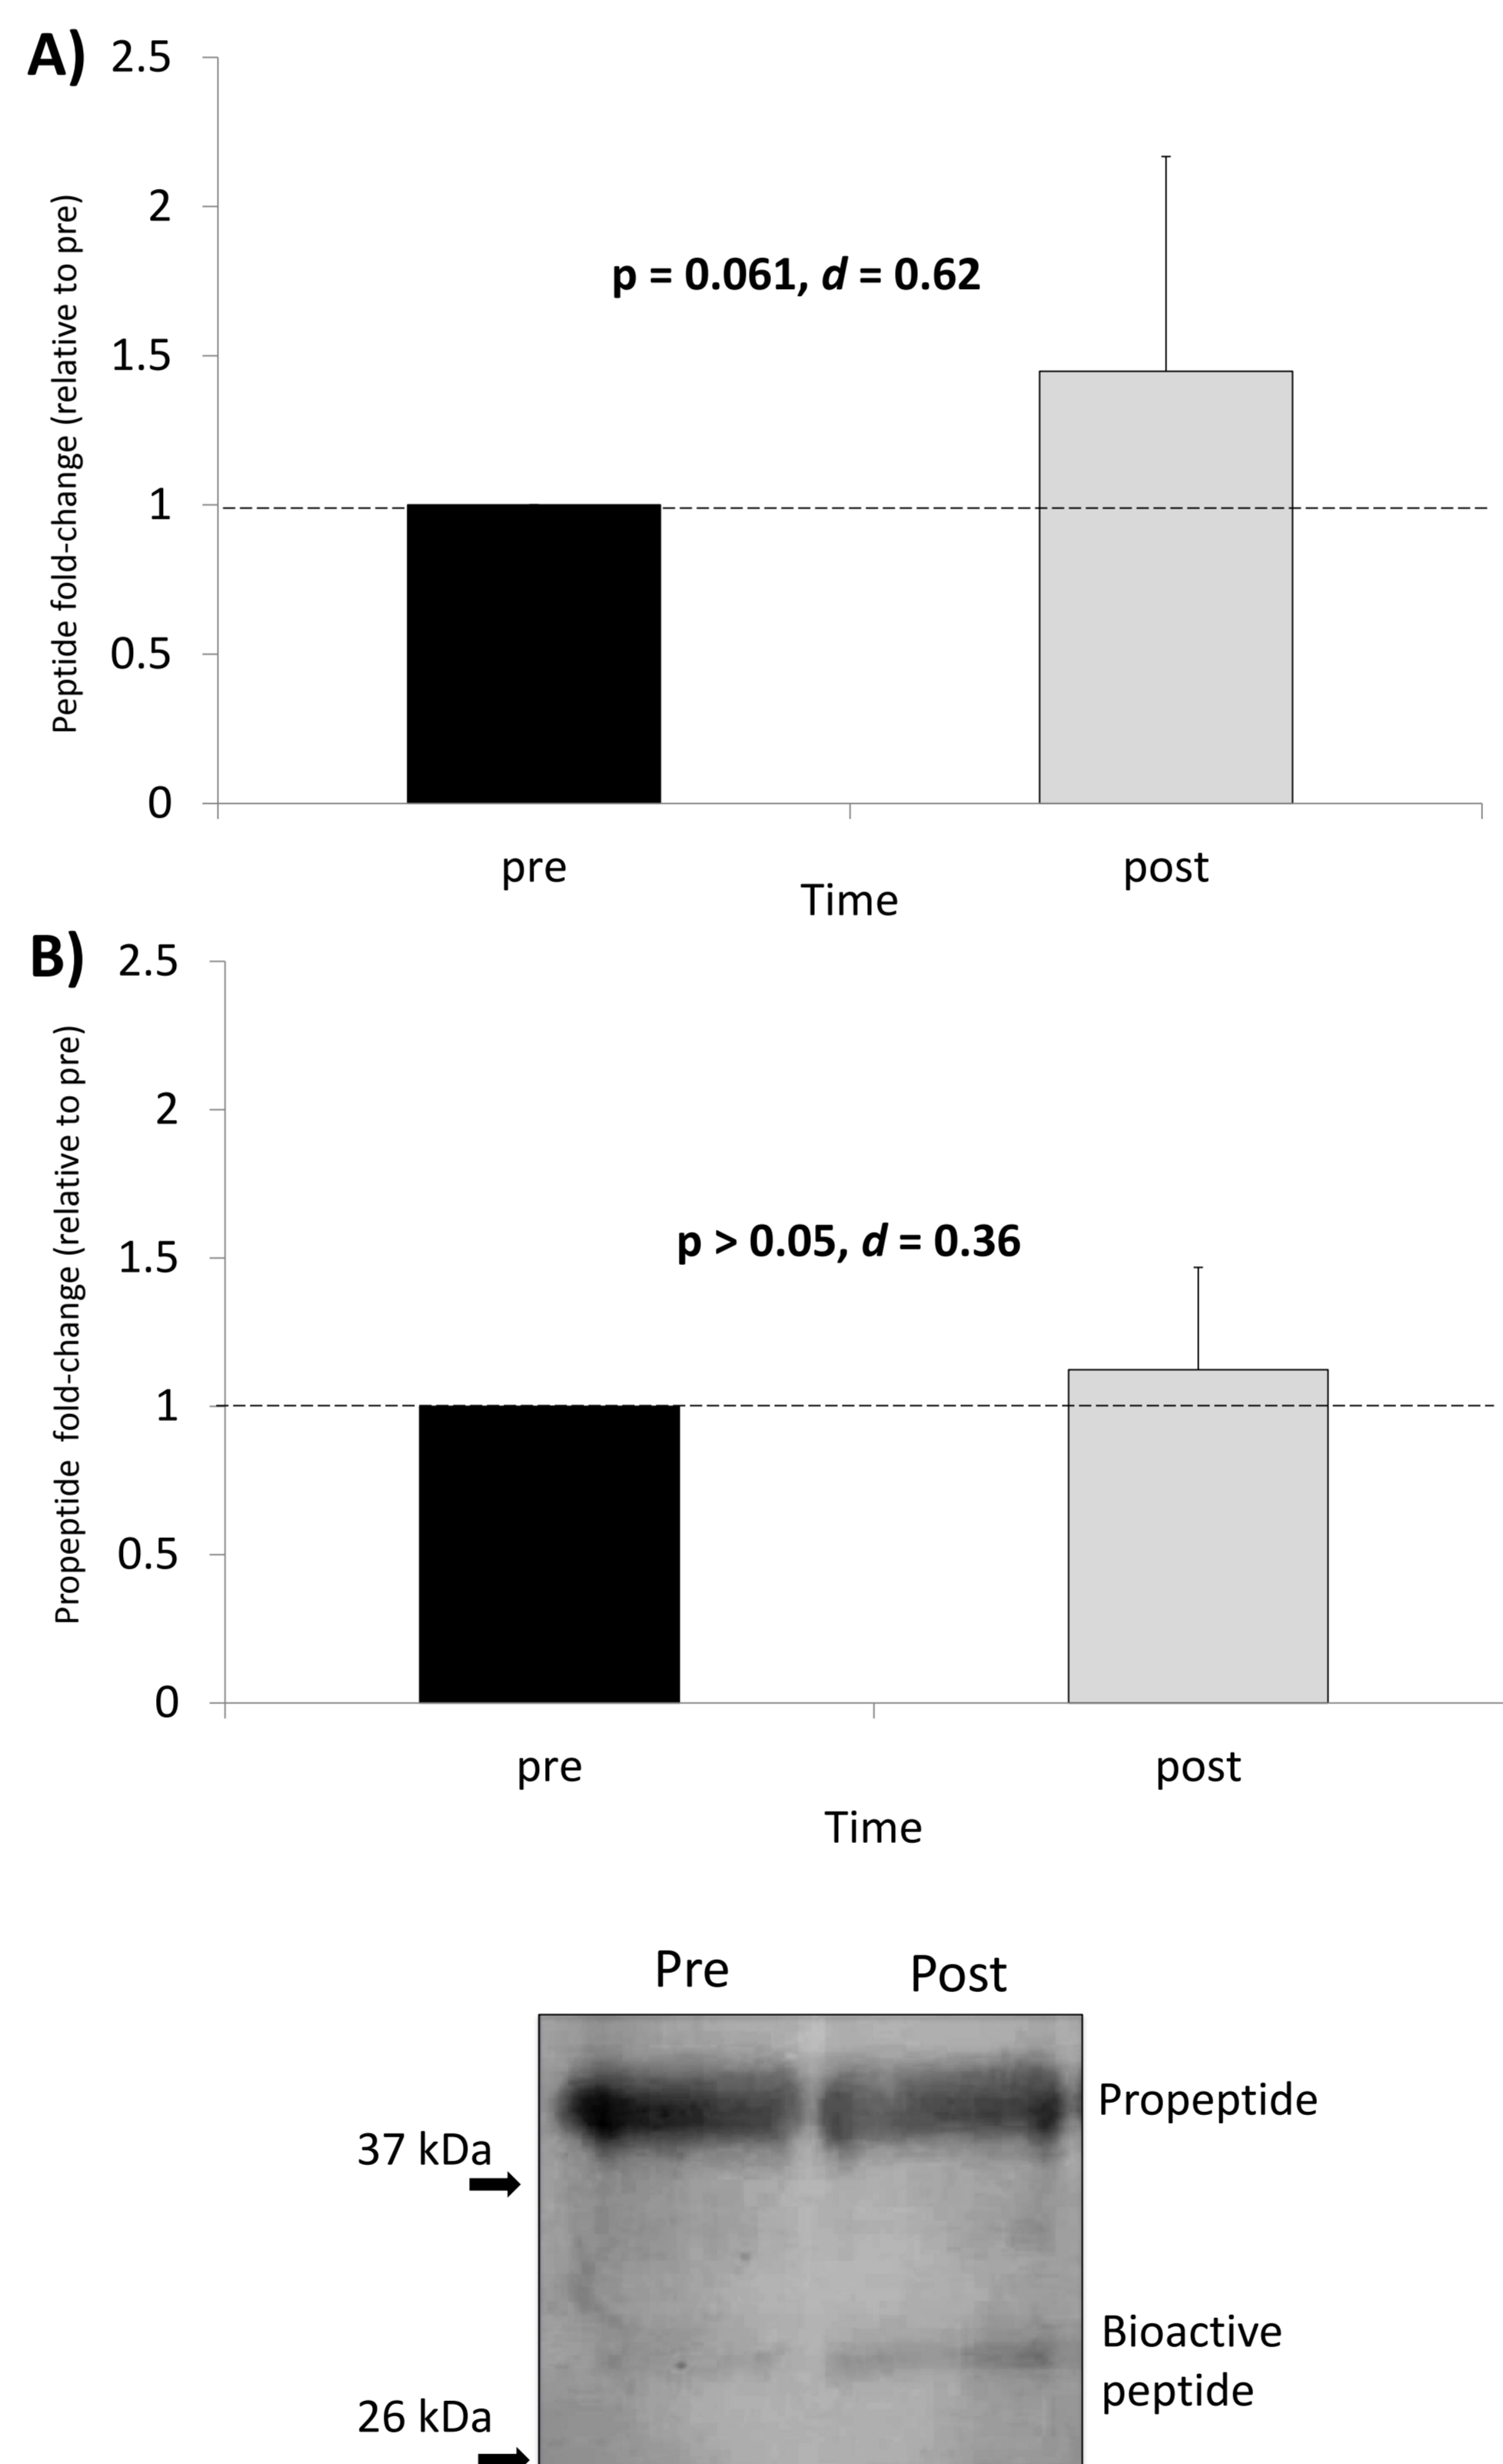 A)
2.5
2
1.5
1
0.5
0
Peptide fold-change (relative to pre)
p = 0.061, d = 0.62
pre
post
Time
B)
2.5
2
1.5
1
0.5
0
Propeptide fold-change (relative to pre)
p > 0.05, d = 0.36
pre
post
Time
Pre
Post
Propeptide
37 kDa
Bioactive
peptide
26 kDa